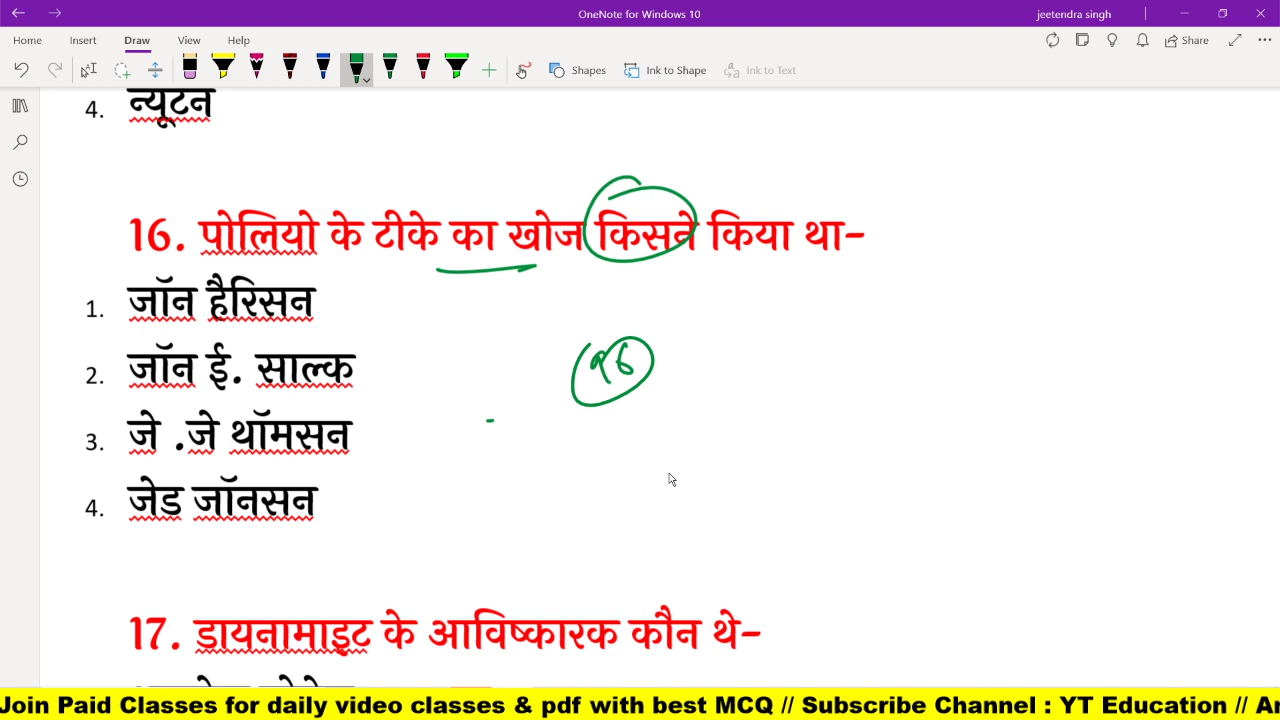 OneNote for Windows 10
jeetendra singh
Home Insert Draw View Help
Share
Shapes Ink to Shape Ink to Text
4. न्यूटन
16. पोलियो के टीके का खोज किसने किया था-
1. जॉन हैरिसन
2. जॉन ई. साल्क
96
3. जे .जे थॉमसन
4. जेड जॉनसन
17. डायनामाइट के आविष्कारक कौन थे-
Join Paid Classes for daily video classes & pdf with best MCQ // Subscribe Channel : YT Education //